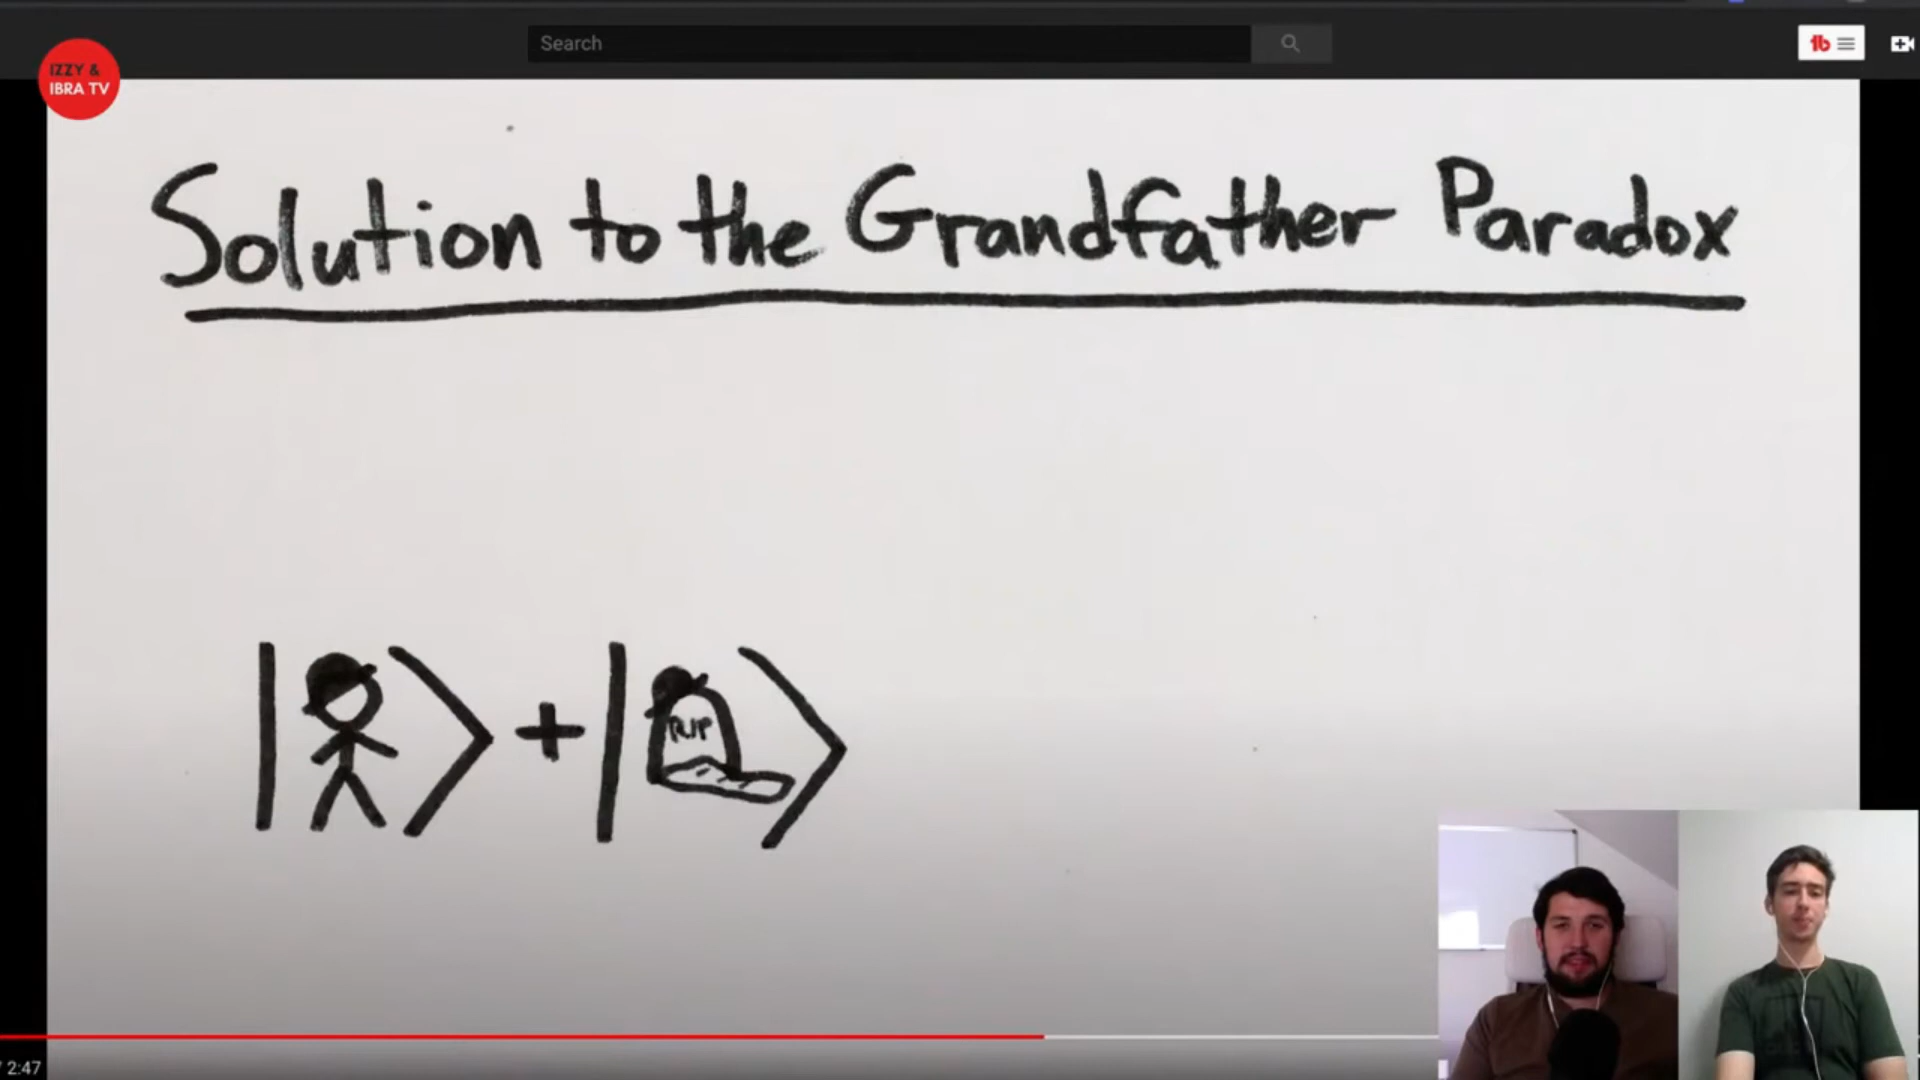 Search
IZZY &
IBRA TV
Solution to the Grandfather Paradox
+
RIP
/ 2:47